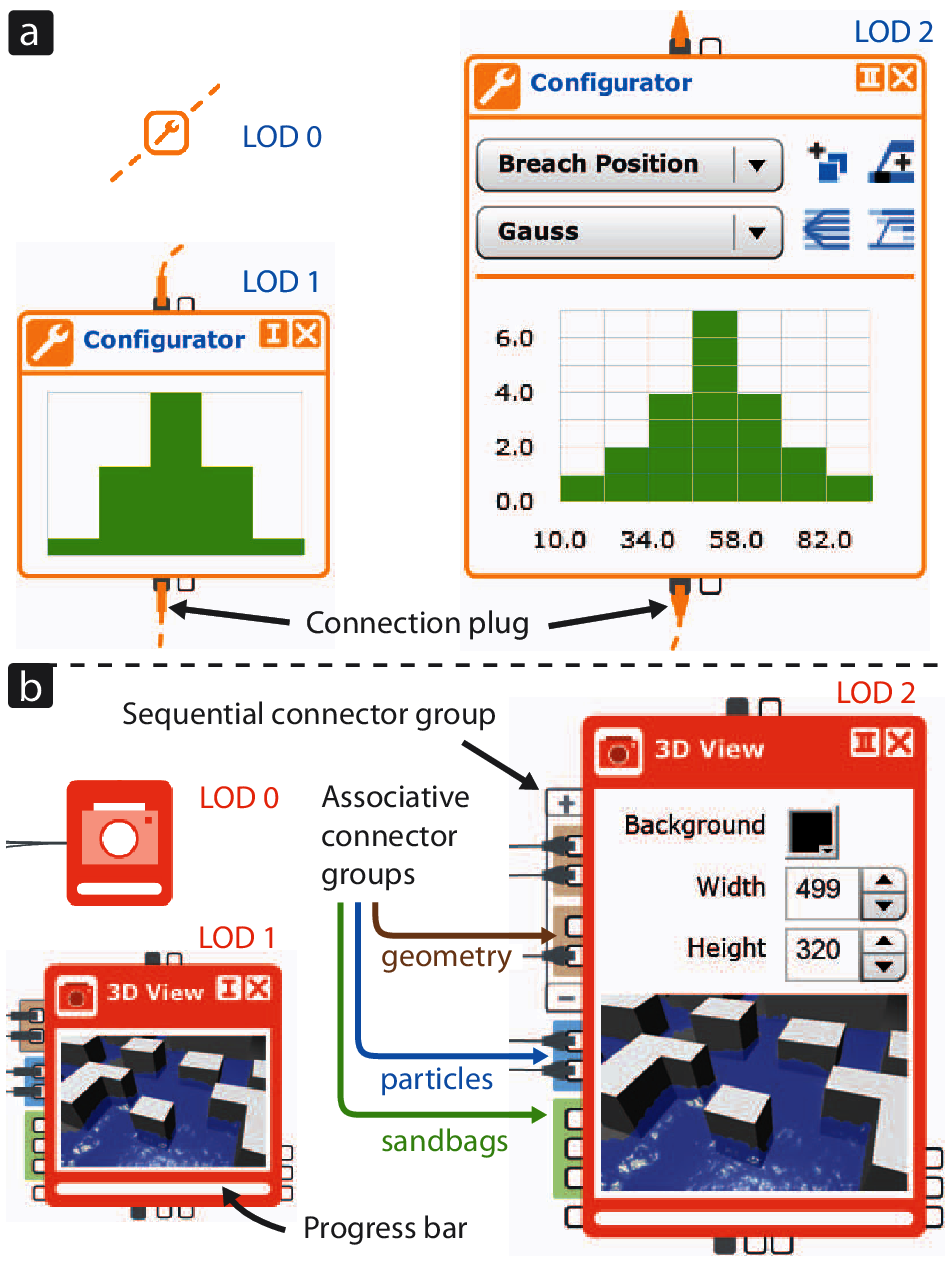 a
LOD 0
LOD 1
Configurator
I X
LOD 2
Configurator
II X
Breach Position
Gauss
6.0
4.0
2.0
0.0
10.0 34.0 58.0 82.0
Connection plug
b
Sequential connector group
LOD 0
Associative
connector
groups
geometry
particles
sandbags
LOD 1
3D View
I X
Progress bar
LOD 2
3D View
II X
+
-
Background
Width 499
Height 320